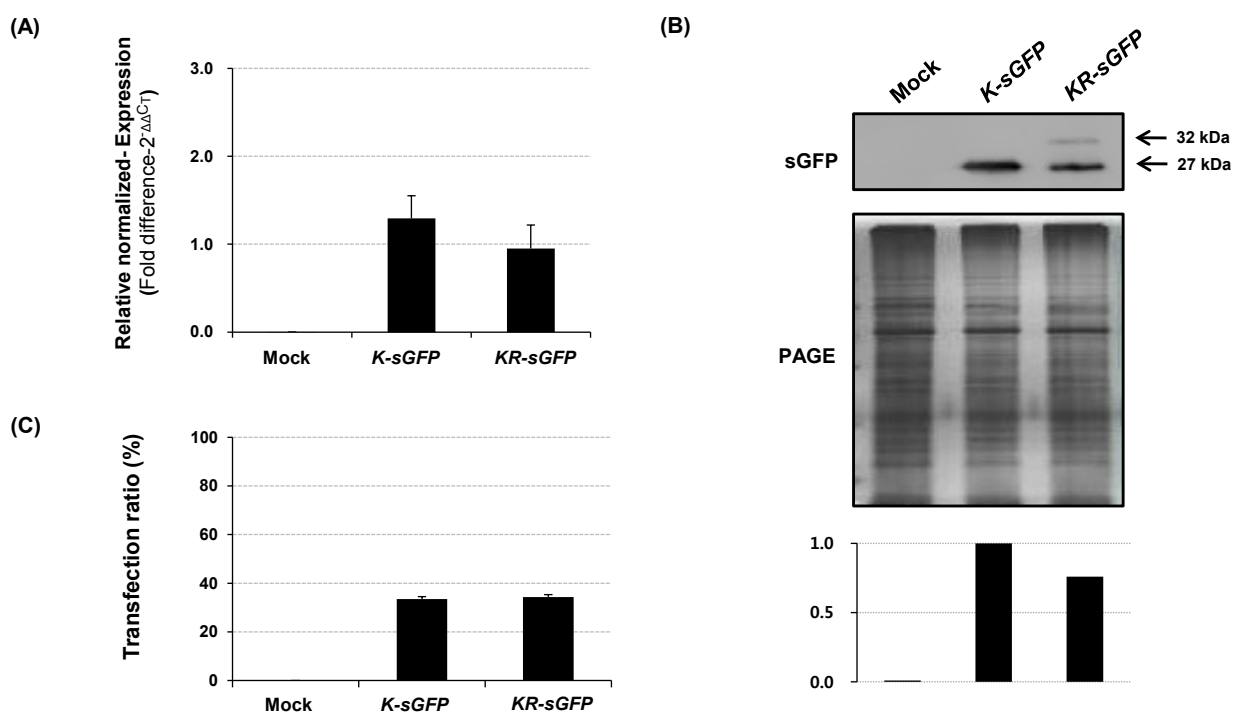 (A)
Relative normalized- Expression
(Fold difference-2-ΔΔCT)
3.0
2.0
1.0
0.0
Mock
K-sGFP
KR-sGFP
(B)
Mock
K-sGFP
KR-sGFP
sGFP
32 kDa
27 kDa
PAGE
1.0
0.5
0.0
(C)
Transfection ratio (%)
100
80
60
40
20
0
Mock
K-sGFP
KR-sGFP